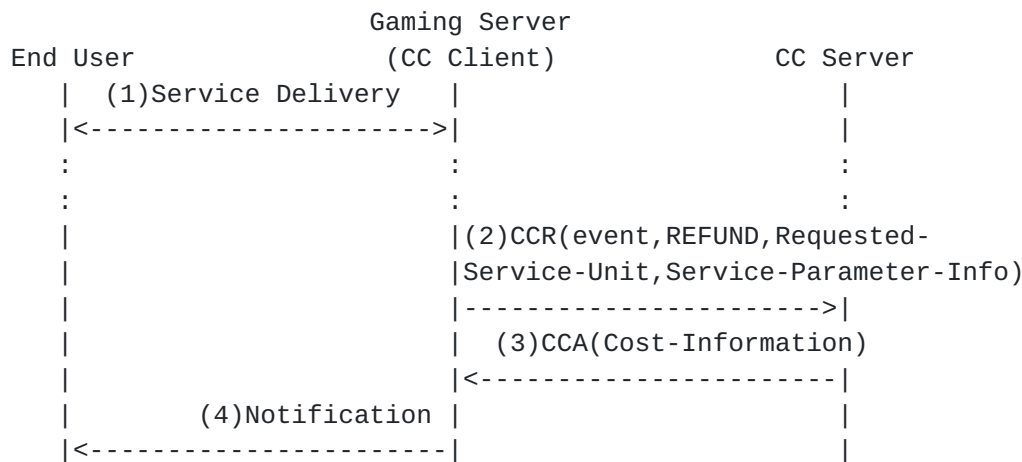 Gaming Server
End User                (CC Client)              CC Server
   |  (1)Service Delivery   |                        |
   |<---------------------->|                        |
   :                        :                        :
   :                        :                        :
   |                        |(2)CCR(event,REFUND,Requested-
   |                        |Service-Unit,Service-Parameter-Info)
   |                        |----------------------->|
   |                        |  (3)CCA(Cost-Information)
   |                        |<-----------------------|
   |        (4)Notification |                        |
   |<-----------------------|                        |